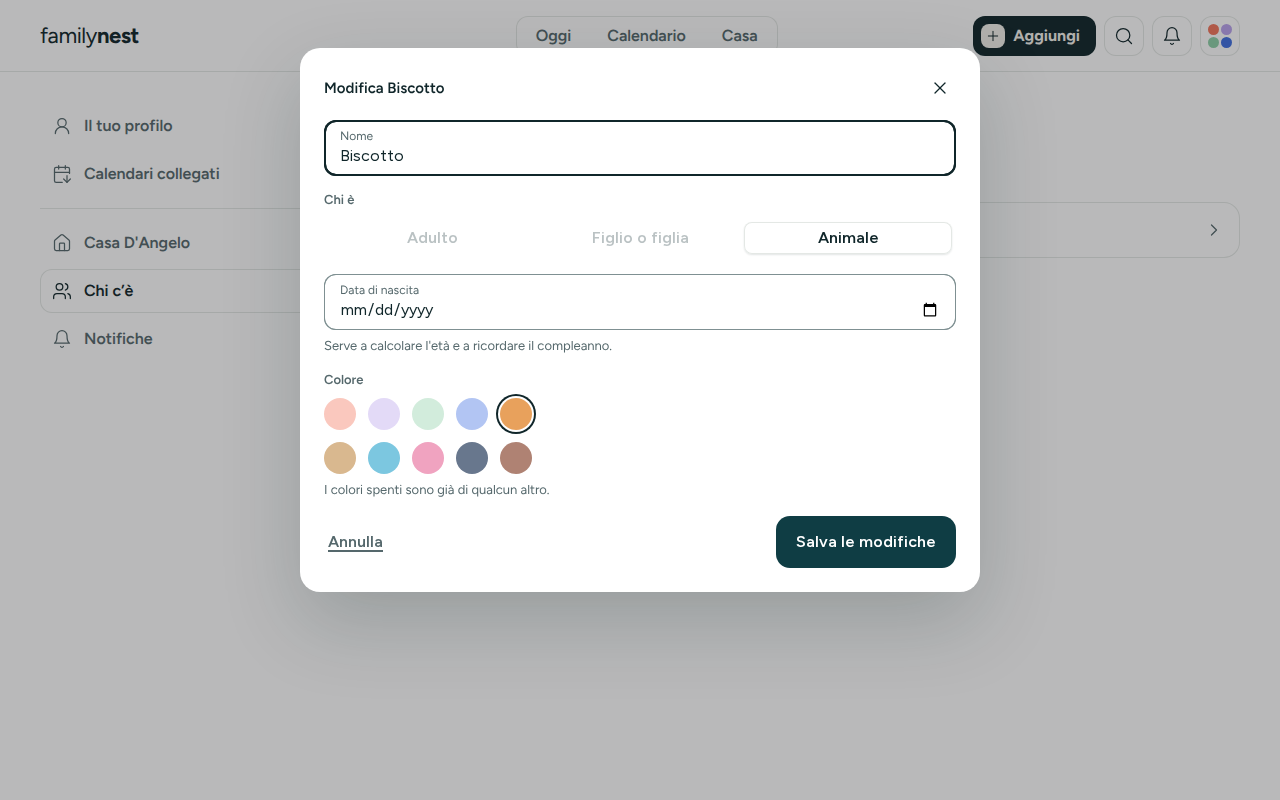 familynest
Oggi Calendario Casa
Aggiungi
Il tuo profilo
Calendari collegati
Casa D'Angelo
Chi c’è
Notifiche
Modifica Biscotto
Nome
Biscotto
Chi è
Adulto Figlio o figlia Animale
Data di nascita
mm/dd/yyyy
Serve a calcolare l'età e a ricordare il compleanno.
Colore
I colori spenti sono già di qualcun altro.
Annulla Salva le modifiche